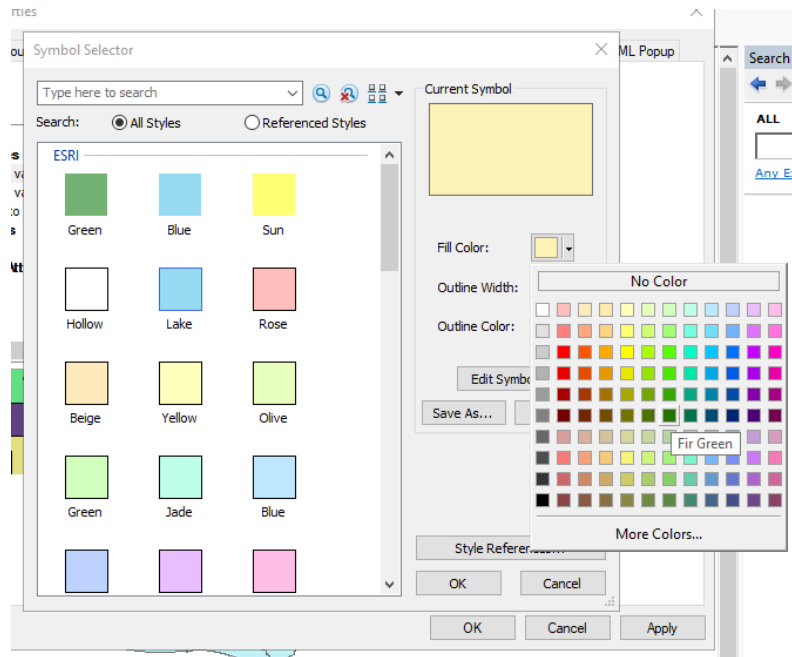 rties
Symbol Selector
ML Popup
Search
Type here to search
Current Symbol
Search:
All Styles
Referenced Styles
ALL
ESRI
Any E
Green
Blue
Sun
Fill Color:
No Color
Outline Width:
Hollow
Lake
Rose
Outline Color:
Edit Symbo
Beige
Yellow
Olive
Save As...
Fir Green
Green
Jade
Blue
More Colors...
Style Referen
OK
Cancel
OK
Cancel
Apply